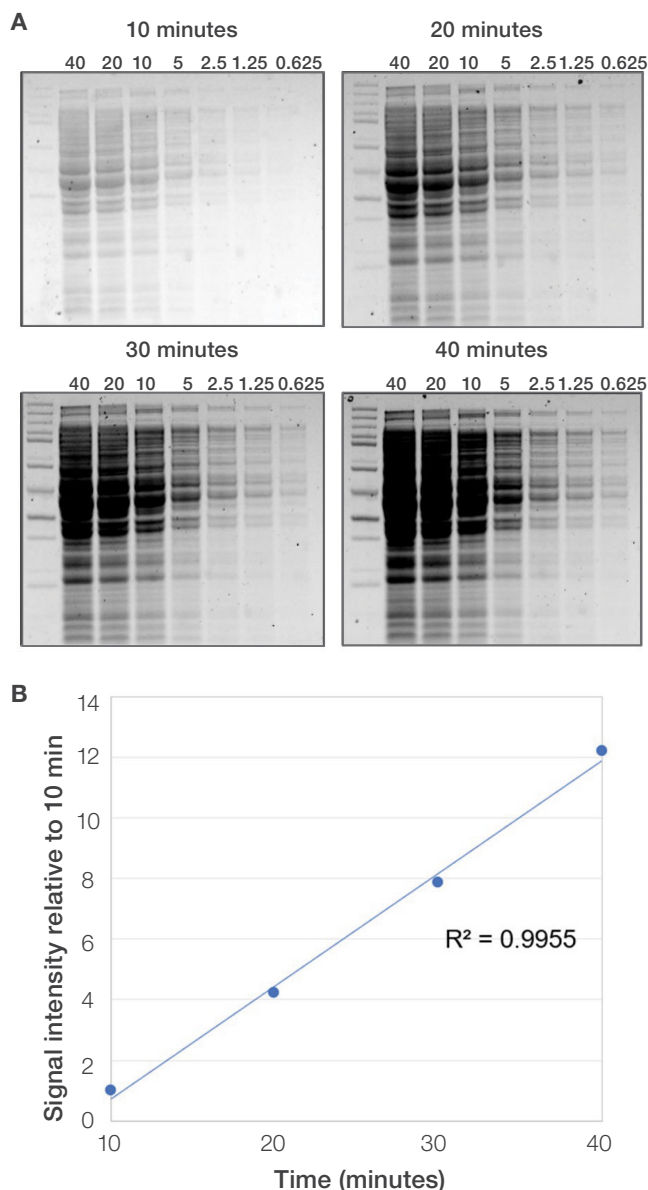 A
10 minutes
20 minutes
40 20 10 5 2.5 1.25 0.625
40 20 10 5 2.5 1.25 0.625
30 minutes
40 minutes
40 20 10 5 2.5 1.25 0.625
40 20 10 5 2.5 1.25 0.625
B
Signal intensity relative to 10 min
14
12
10
8
6
4
2
0
R² = 0.9955
10 20 30 40
Time (minutes)